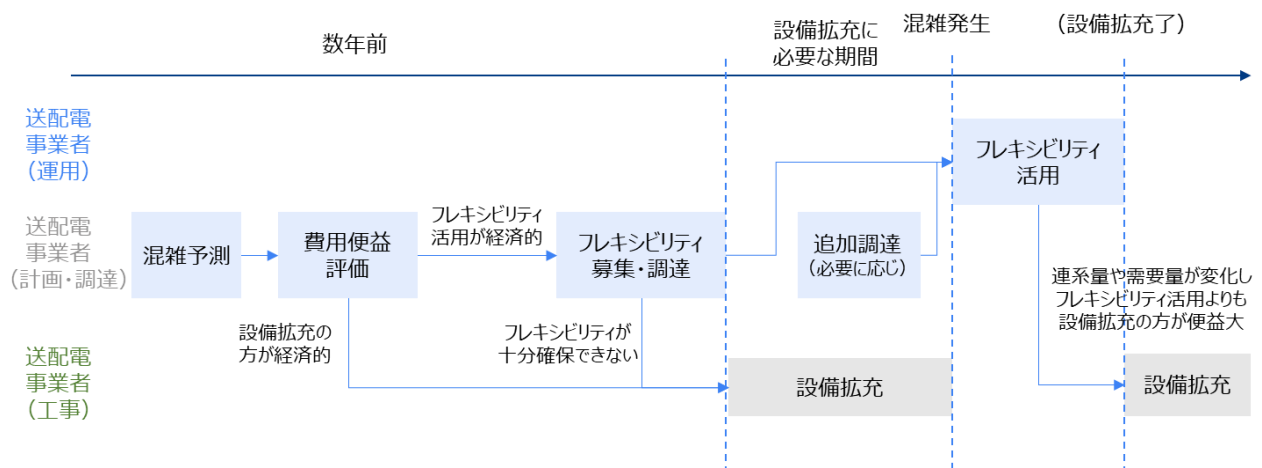 数年前
設備拡充に
必要な期間
混雑発生
(設備拡充了)
送配電
事業者
(運用)
フレキシビリティ
活用
送配電
事業者
(計画・調達)
混雑予測
費用便益
評価
フレキシビリティ
活用が経済的
フレキシビリティ
募集・調達
追加調達
(必要に応じ)
連系量や需要量が変化し
フレキシビリティ活用よりも
設備拡充の方が便益大
設備拡充の
方が経済的
フレキシビリティが
十分確保できない
送配電
事業者
(工事)
設備拡充
設備拡充